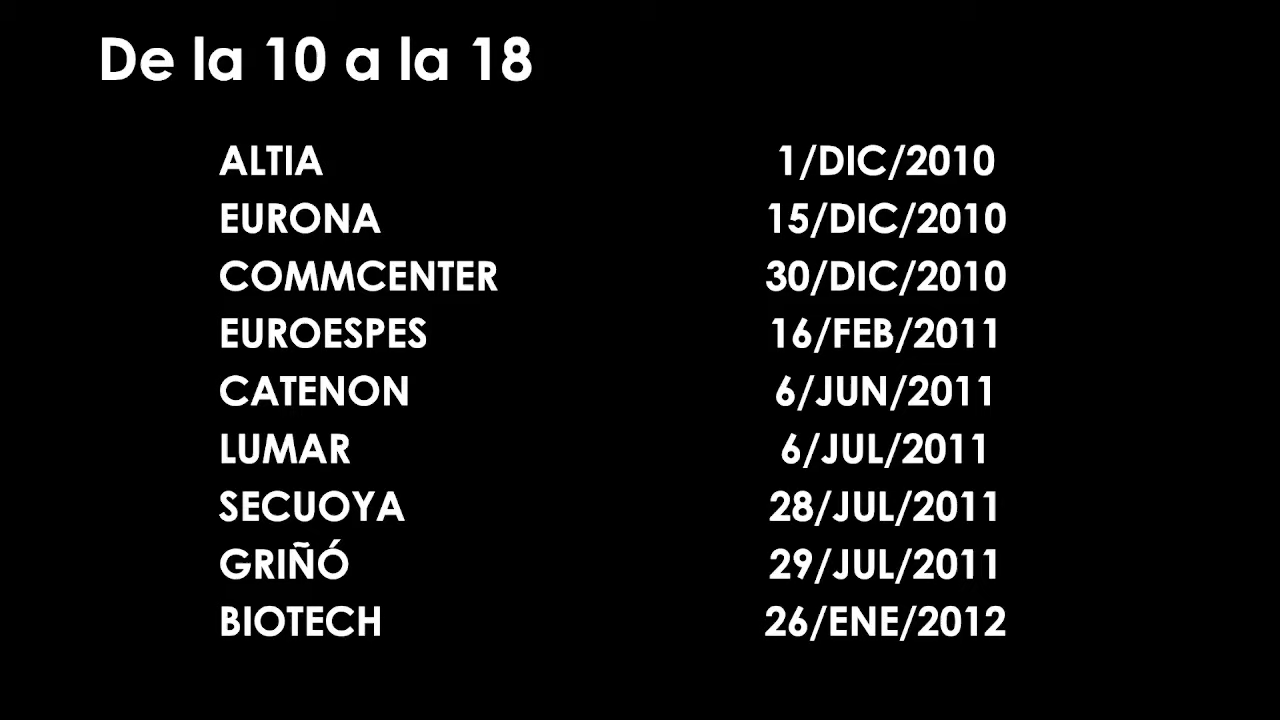 De la 10 a la 18
ALTIA 1/DIC/2010
EURONA 15/DIC/2010
COMMCENTER 30/DIC/2010
EUROESPES 16/FEB/2011
CATENON 6/JUN/2011
LUMAR 6/JUL/2011
SECUOYA 28/JUL/2011
GRIÑÓ 29/JUL/2011
BIOTECH 26/ENE/2012